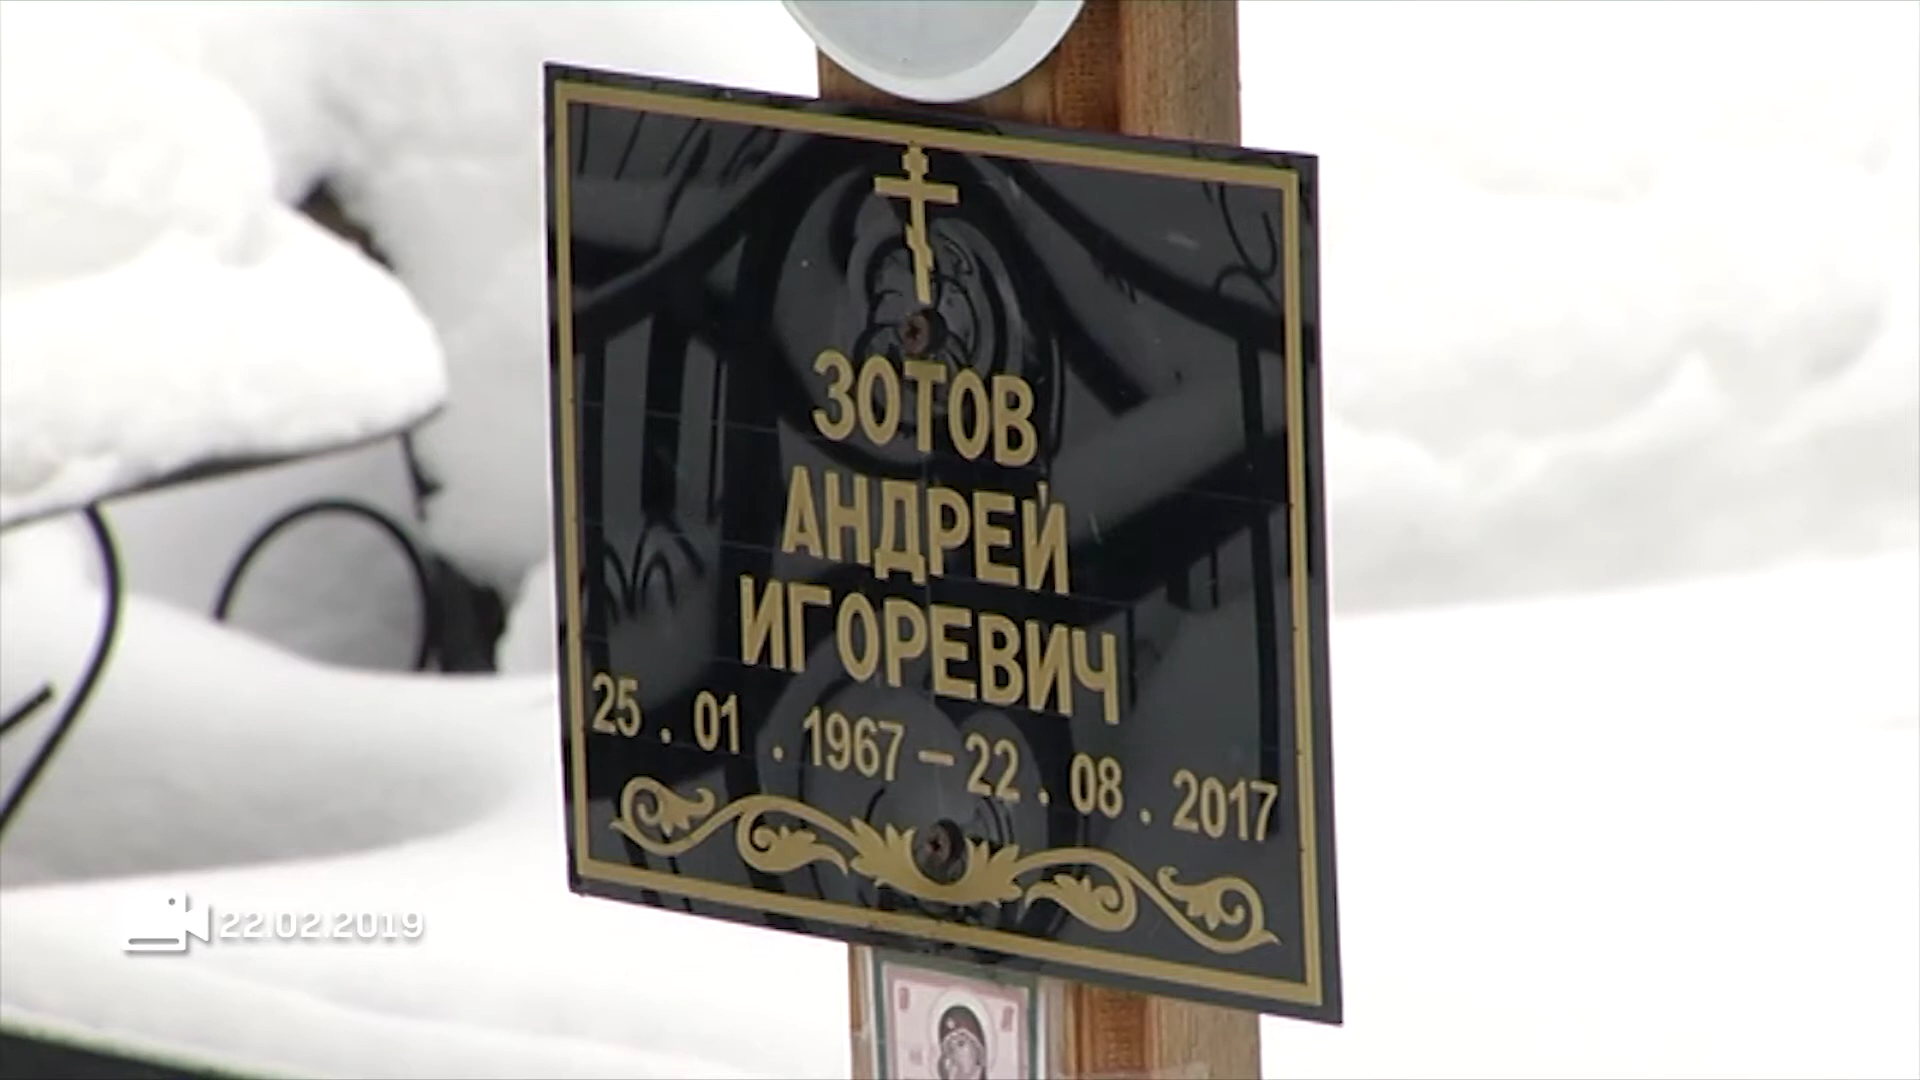 ЗОТОВ
АНДРЕЙ
ИГОРЕВИЧ
25 . 01 . 1967 – 22 . 08 . 2017
22.02.2019